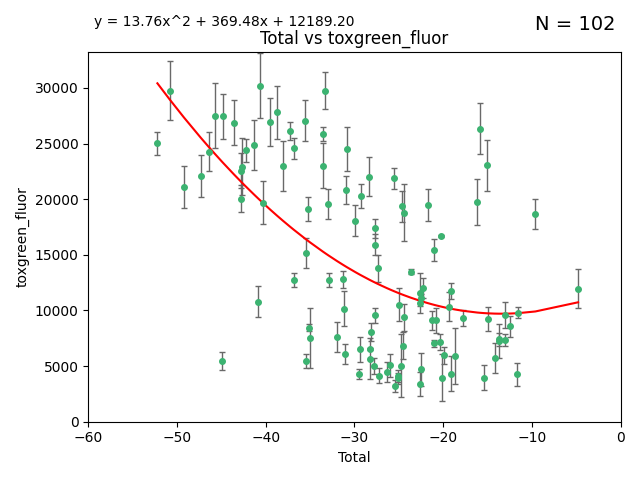 y = 13.76x^2 + 369.48x + 12189.20
N = 102
Total vs toxgreen_fluor
30000
25000
20000
15000
10000
5000
0
toxgreen_fluor
−60 −50 −40 −30 −20 −10 0
Total